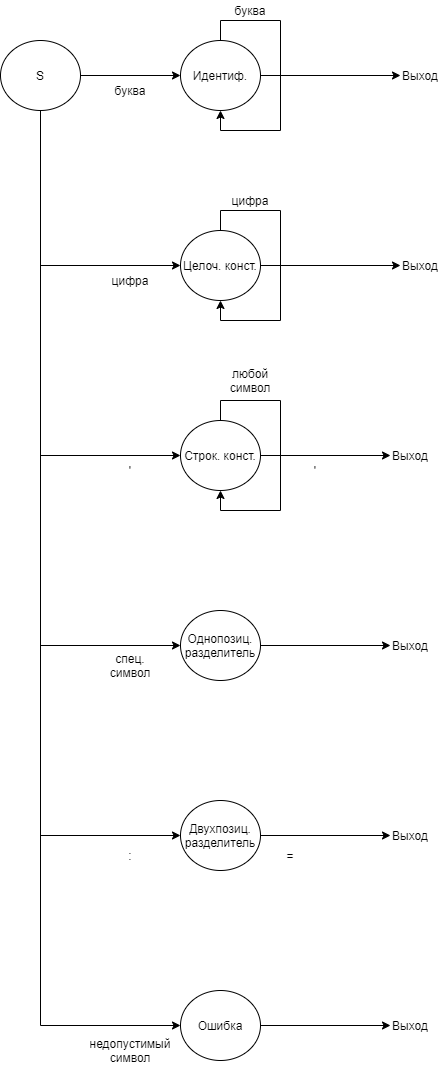 буква
S
Идентиф.
Выход
буква
цифра
Целоч. конст.
Выход
цифра
любой
символ
Строк. конст.
Выход
'
'
Однопозиц.
разделитель
Выход
спец.
символ
Двухпозиц.
разделитель
Выход
:
=
Ошибка
Выход
недопустимый
символ